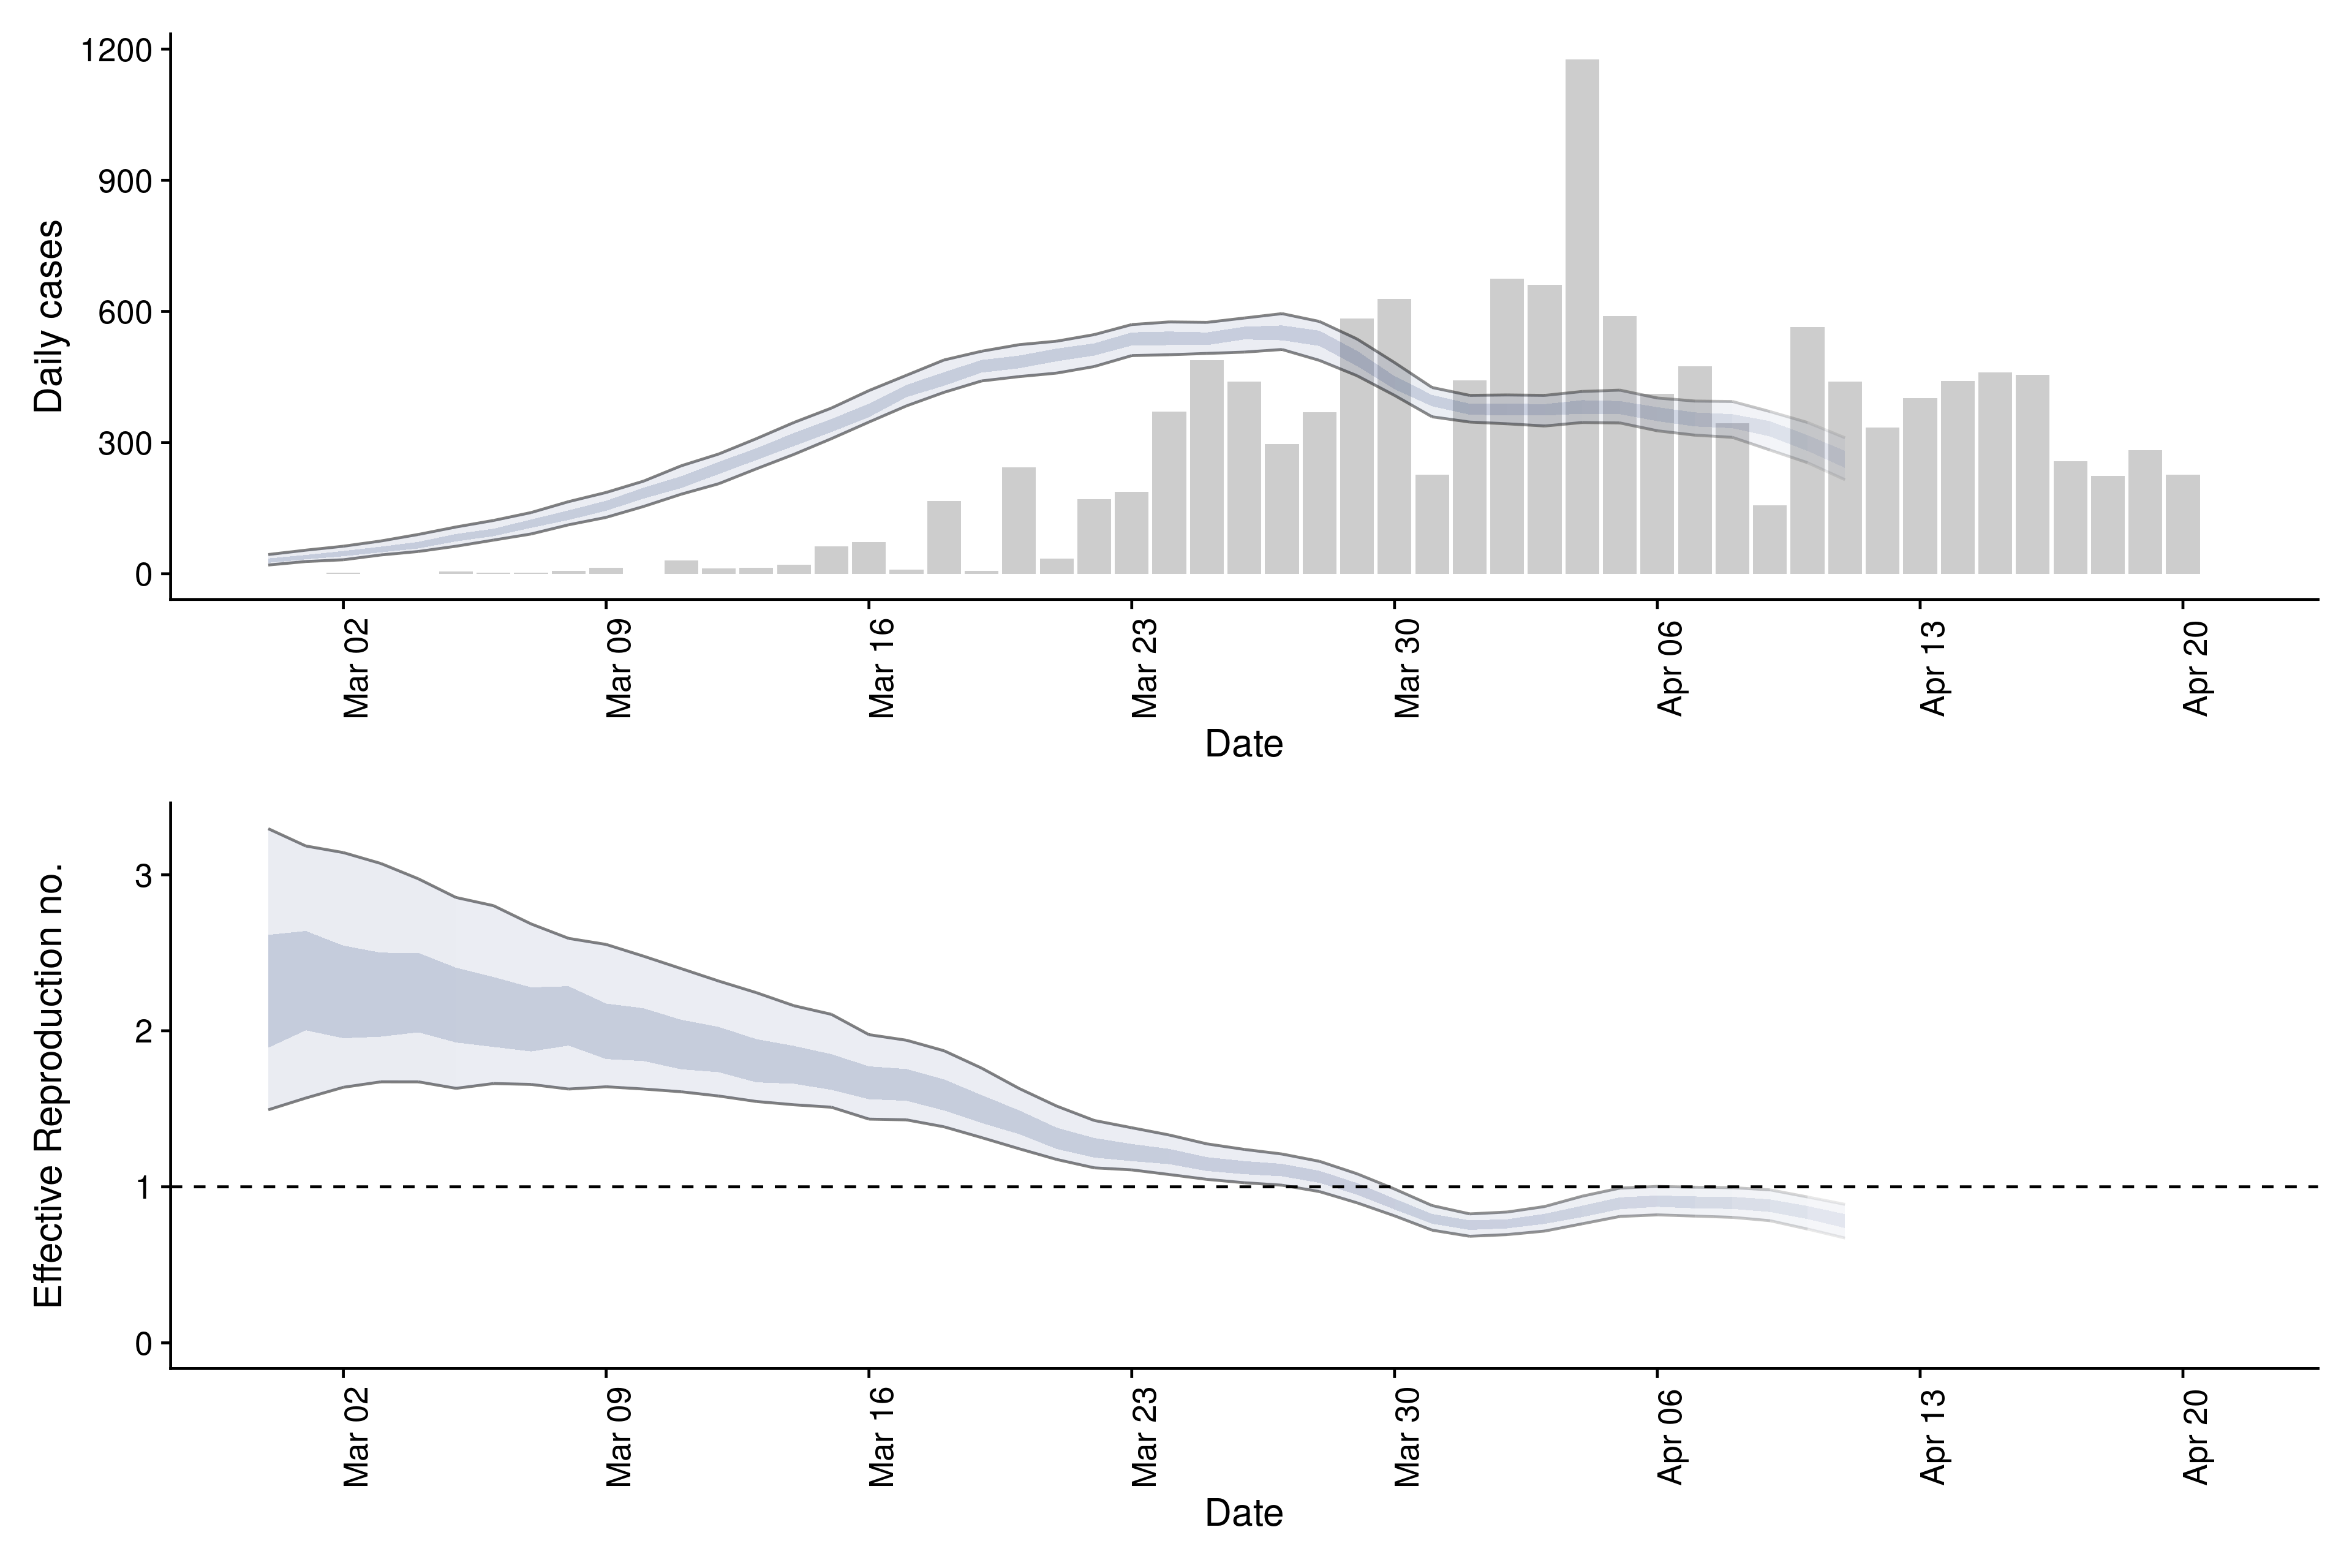 1200
900
600
300
0
Daily cases
Mar 02
Mar 09
Mar 16
Mar 23
Mar 30
Apr 06
Apr 13
Apr 20
Date
3
2
1
0
Effective Reproduction no.
Mar 02
Mar 09
Mar 16
Mar 23
Mar 30
Apr 06
Apr 13
Apr 20
Date